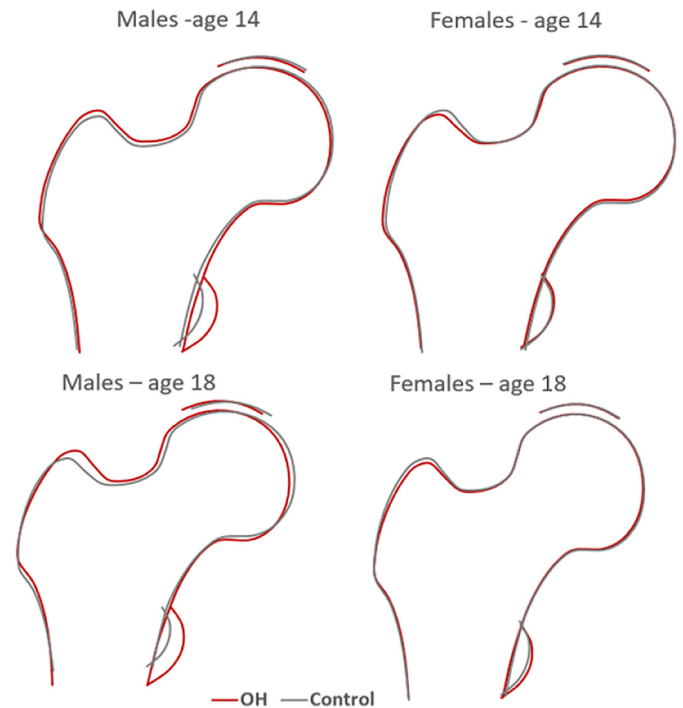 Males -age 14
Females - age 14
Males – age 18
Females – age 18
OH
Control